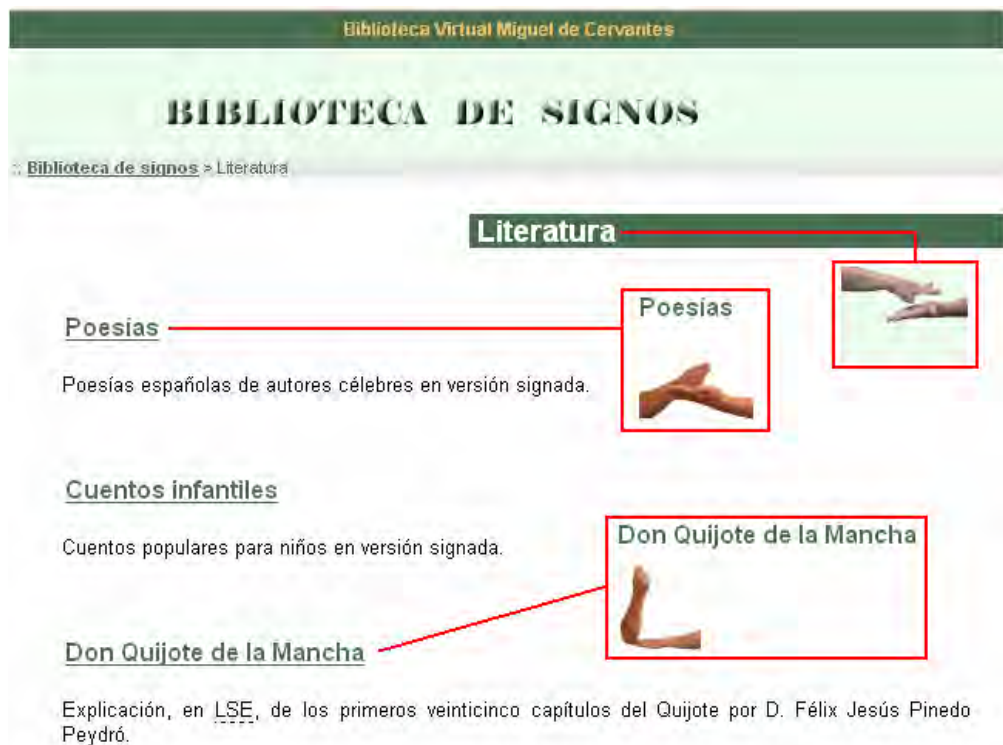 Biblioteca Virtual Miguel de Cervantes
BIBLIOTECA DE SIGNOS
.:. Biblioteca de signos > Literatura
Literatura
Poesías
Poesías
Poesías españolas de autores célebres en versión signada.
Cuentos infantiles
Cuentos populares para niños en versión signada.
Don Quijote de la Mancha
Don Quijote de la Mancha
Explicación, en LSE, de los primeros veinticinco capítulos del Quijote por D. Félix Jesús Pinedo
Peydró.